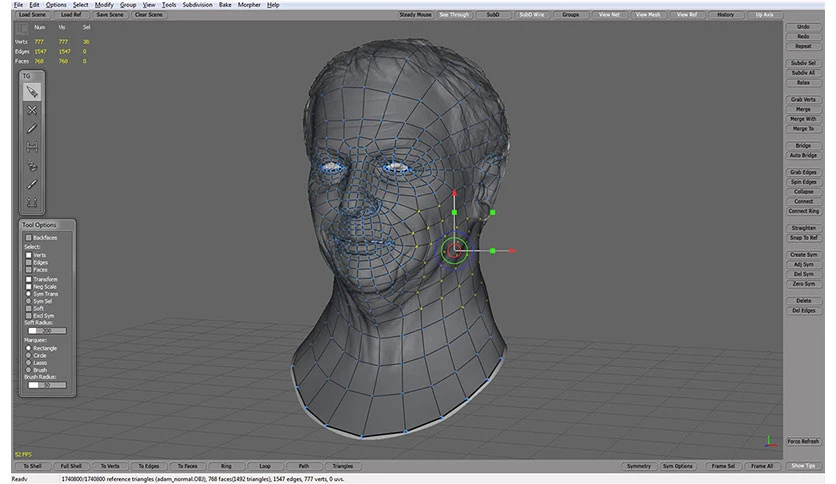 File Edit Options Select Modify Group View Tools Subdivision Bake Morpher Help
Load Scene Load Ref Save Scene Clear Scene Steady Mouse See Through SubD SubD Wire Groups View Net View Mesh View Ref History Up Axis
Num Vis Sel
Verts 777 777 38
Edges 1547 1547 0
Faces 768 768 0
TG
Tool Options
Backfaces
Select:
Verts
Edges
Faces
Transform
Neg Scale
Sym Trans
Sym Sel
Soft
Excl Sym
Soft Radius:
200
Marquee:
Rectangle
Circle
Lasso
Brush
Brush Radius:
50
52 FPS
Undo
Redo
Repeat
Subdiv Sel
Subdiv All
Relax
Grab Verts
Merge
Merge With
Merge To
Bridge
Auto Bridge
Grab Edges
Spin Edges
Collapse
Connect
Connect Ring
Straighten
Snap To Ref
Create Sym
Adj Sym
Del Sym
Zero Sym
Delete
Del Edges
Force Refresh
To Shell Full Shell To Verts To Edges To Faces Ring Loop Path Triangles Symmetry Sym Options Frame Sel Frame All Show Tips
Ready 1740800/1740800 reference triangles (adam_normal.OBJ), 768 faces(1492 triangles), 1547 edges, 777 verts, 0 uvs.